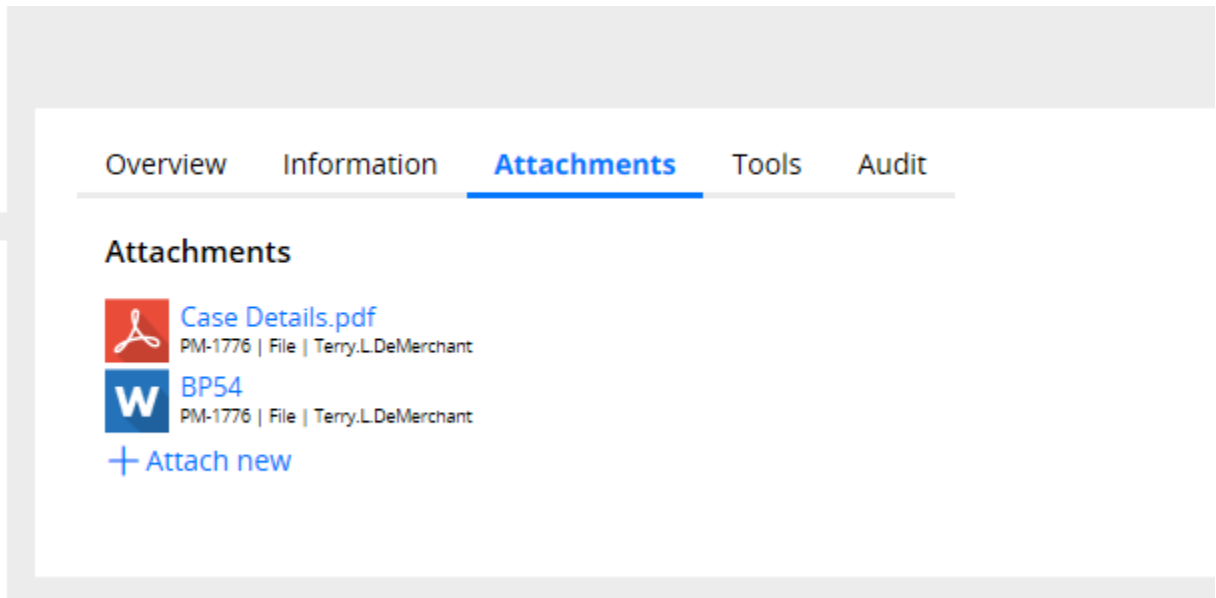 Overview Information Attachments Tools Audit
Attachments
Case Details.pdf
PM-1776 | File | Terry.L.DeMerchant
W BP54
PM-1776 | File | Terry.L.DeMerchant
+ Attach new